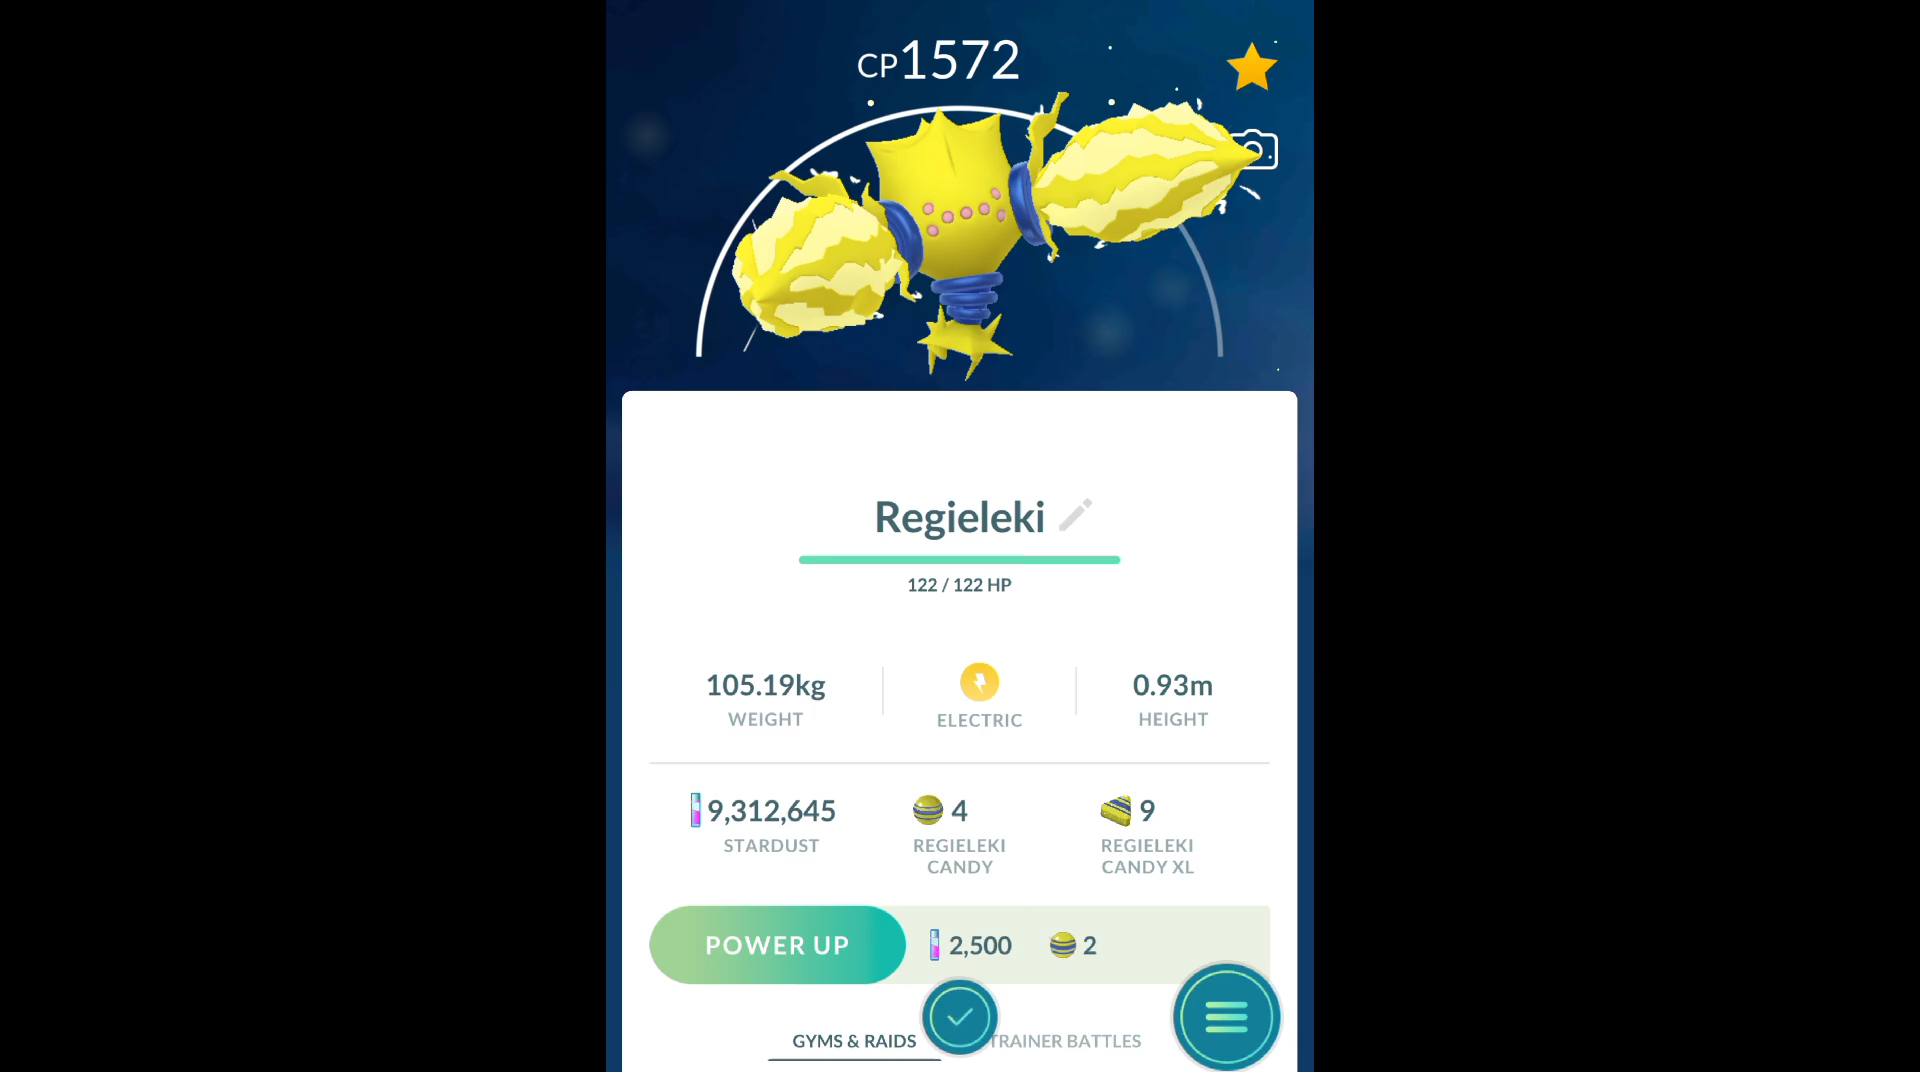 CP1572
Regieleki
122 / 122 HP
105.19kg
WEIGHT
ELECTRIC
0.93m
HEIGHT
9,312,645
STARDUST
4
REGIELEKI
CANDY
9
REGIELEKI
CANDY XL
POWER UP
2,500
2
GYMS & RAIDS
TRAINER BATTLES